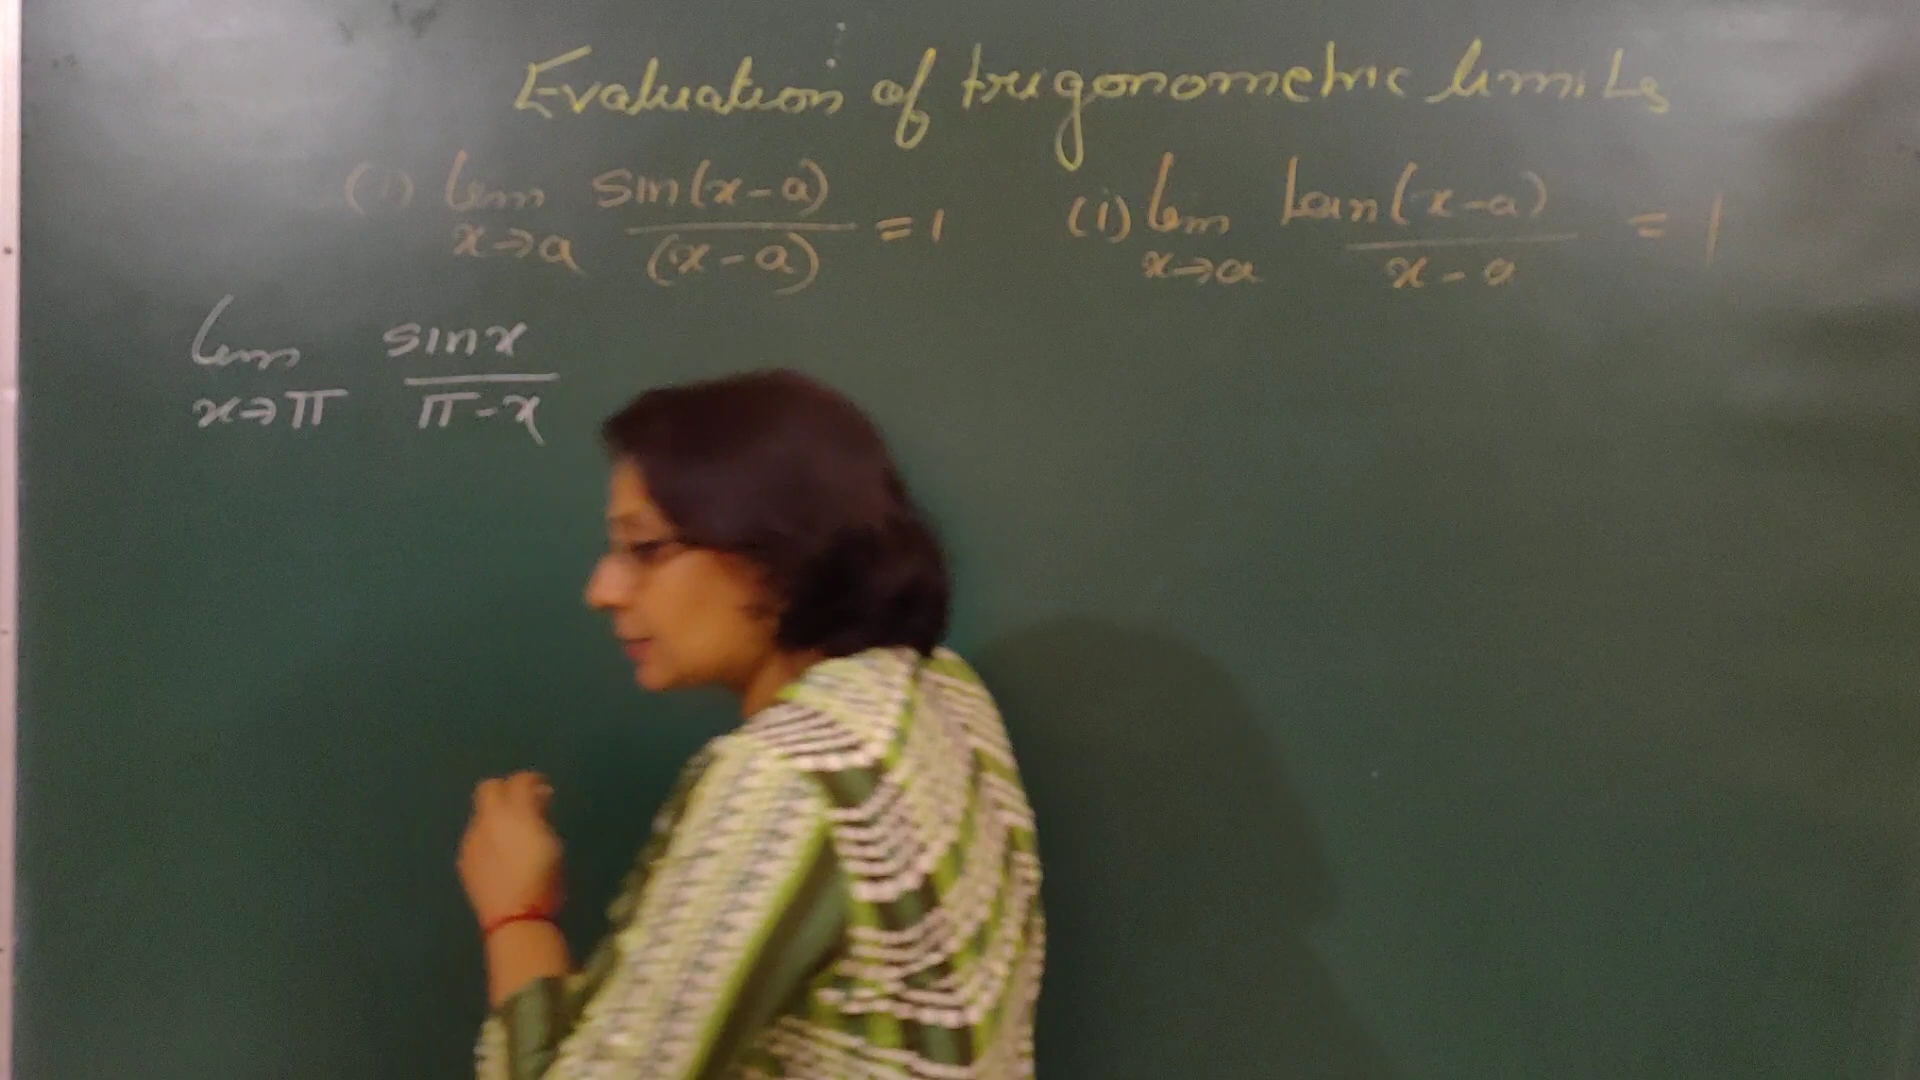 Evaluation of trigonometric limits
(i) lim x→a sin(x-a)/(x-a) = 1 (i) lim x→a tan(x-a)/x-a = 1
lim x→π sinx/π-x